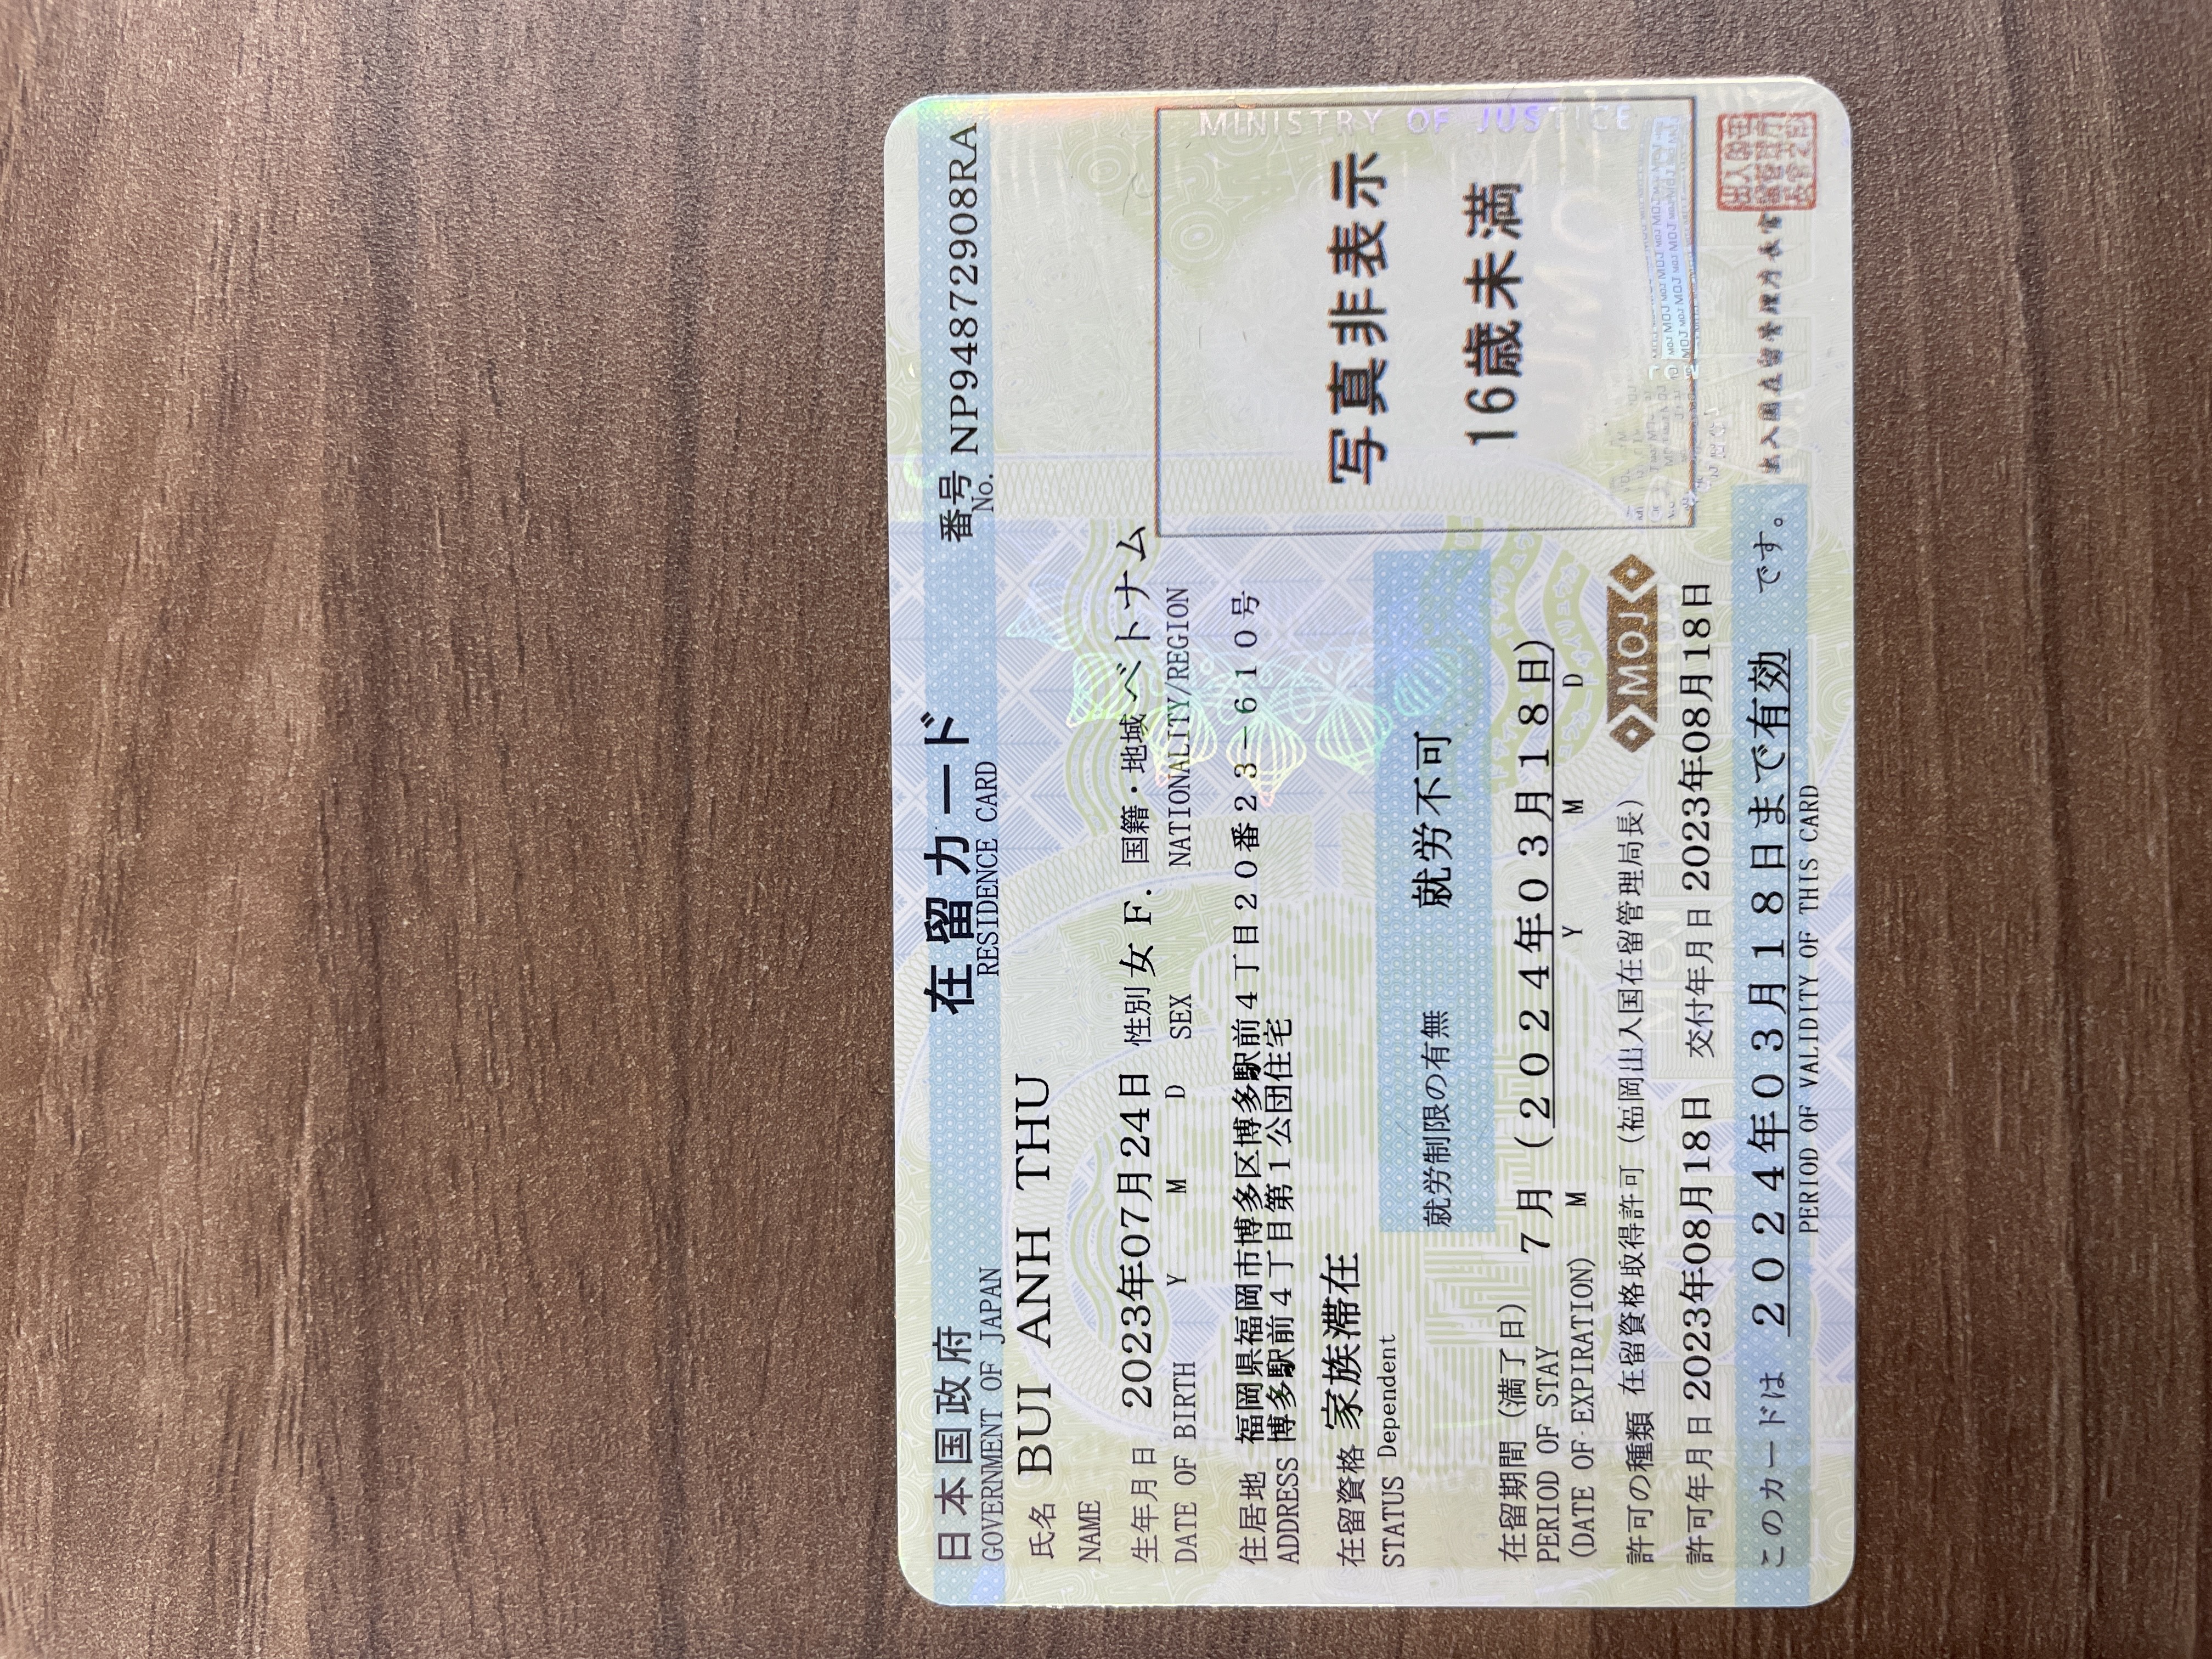 日本国政府 在留カード 番号 NP94872908RA
GOVERNMENT OF JAPAN RESIDENCE CARD No.
氏名 BUI ANH THU
NAME
生年月日 2023年07月24日 性別 女 F. 国籍・地域 ベトナム
DATE OF BIRTH Y M D SEX NATIONALITY/REGION
住居地 福岡県福岡市博多区博多駅前4丁目20番23-610号
ADDRESS 博多駅前4丁目第1公団住宅
在留資格 家族滞在
STATUS Dependent
就労制限の有無 就労不可
写真非表示
16歳未満
在留期間(満了日) 7月(2024年03月18日)
PERIOD OF STAY M Y M D
(DATE OF EXPIRATION)
許可の種類 在留資格取得許可(福岡出入国在留管理局長) MOJ
許可年月日 2023年08月18日 交付年月日 2023年08月18日
このカードは 2024年03月18日まで有効 です。 出入国在留管理庁長官
PERIOD OF VALIDITY OF THIS CARD
MINISTRY OF JUSTICE